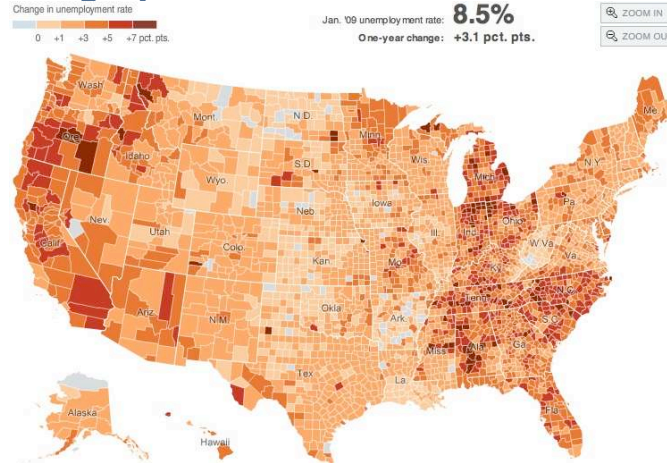 Change in unemployment rate
0 +1 +3 +5 +7 pct. pts.
Jan. '09 unemployment rate: 8.5%
One-year change: +3.1 pct. pts.
ZOOM IN
ZOOM OU
Wash.
Mont.
N.D.
Minn.
Me.
Ore.
Idaho
S.D.
Wis.
Mich.
N.Y.
Wyo.
Neb.
Iowa
Pa.
Nev.
Utah
Colo.
Ill.
Ind.
Ohio
W.Va.
Calif.
Kan.
Mo.
Ky.
Va.
Ariz.
N.M.
Okla.
Ark.
Tenn.
N.C.
S.C.
Miss.
Ala.
Ga.
Tex.
La.
Fla.
Alaska
Hawaii